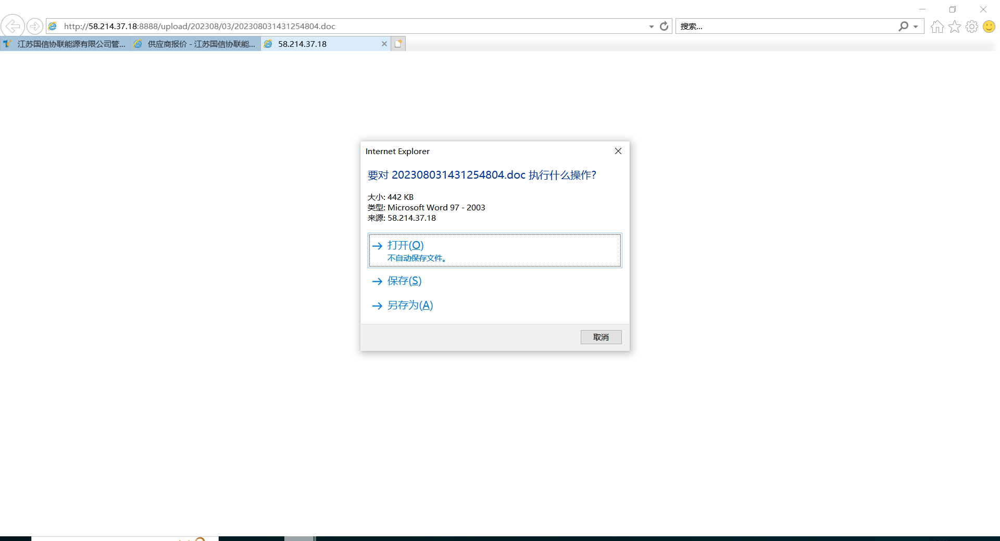 http://58.214.37.18:8888/upload/202308/03/202308031431254804.doc
搜索...
江苏国信协联能源有限公司管...
供应商报价 - 江苏国信协联能...
58.214.37.18
Internet Explorer
要对 202308031431254804.doc 执行什么操作?
大小: 442 KB
类型: Microsoft Word 97 - 2003
来源: 58.214.37.18
打开(O)
不自动保存文件。
保存(S)
另存为(A)
取消